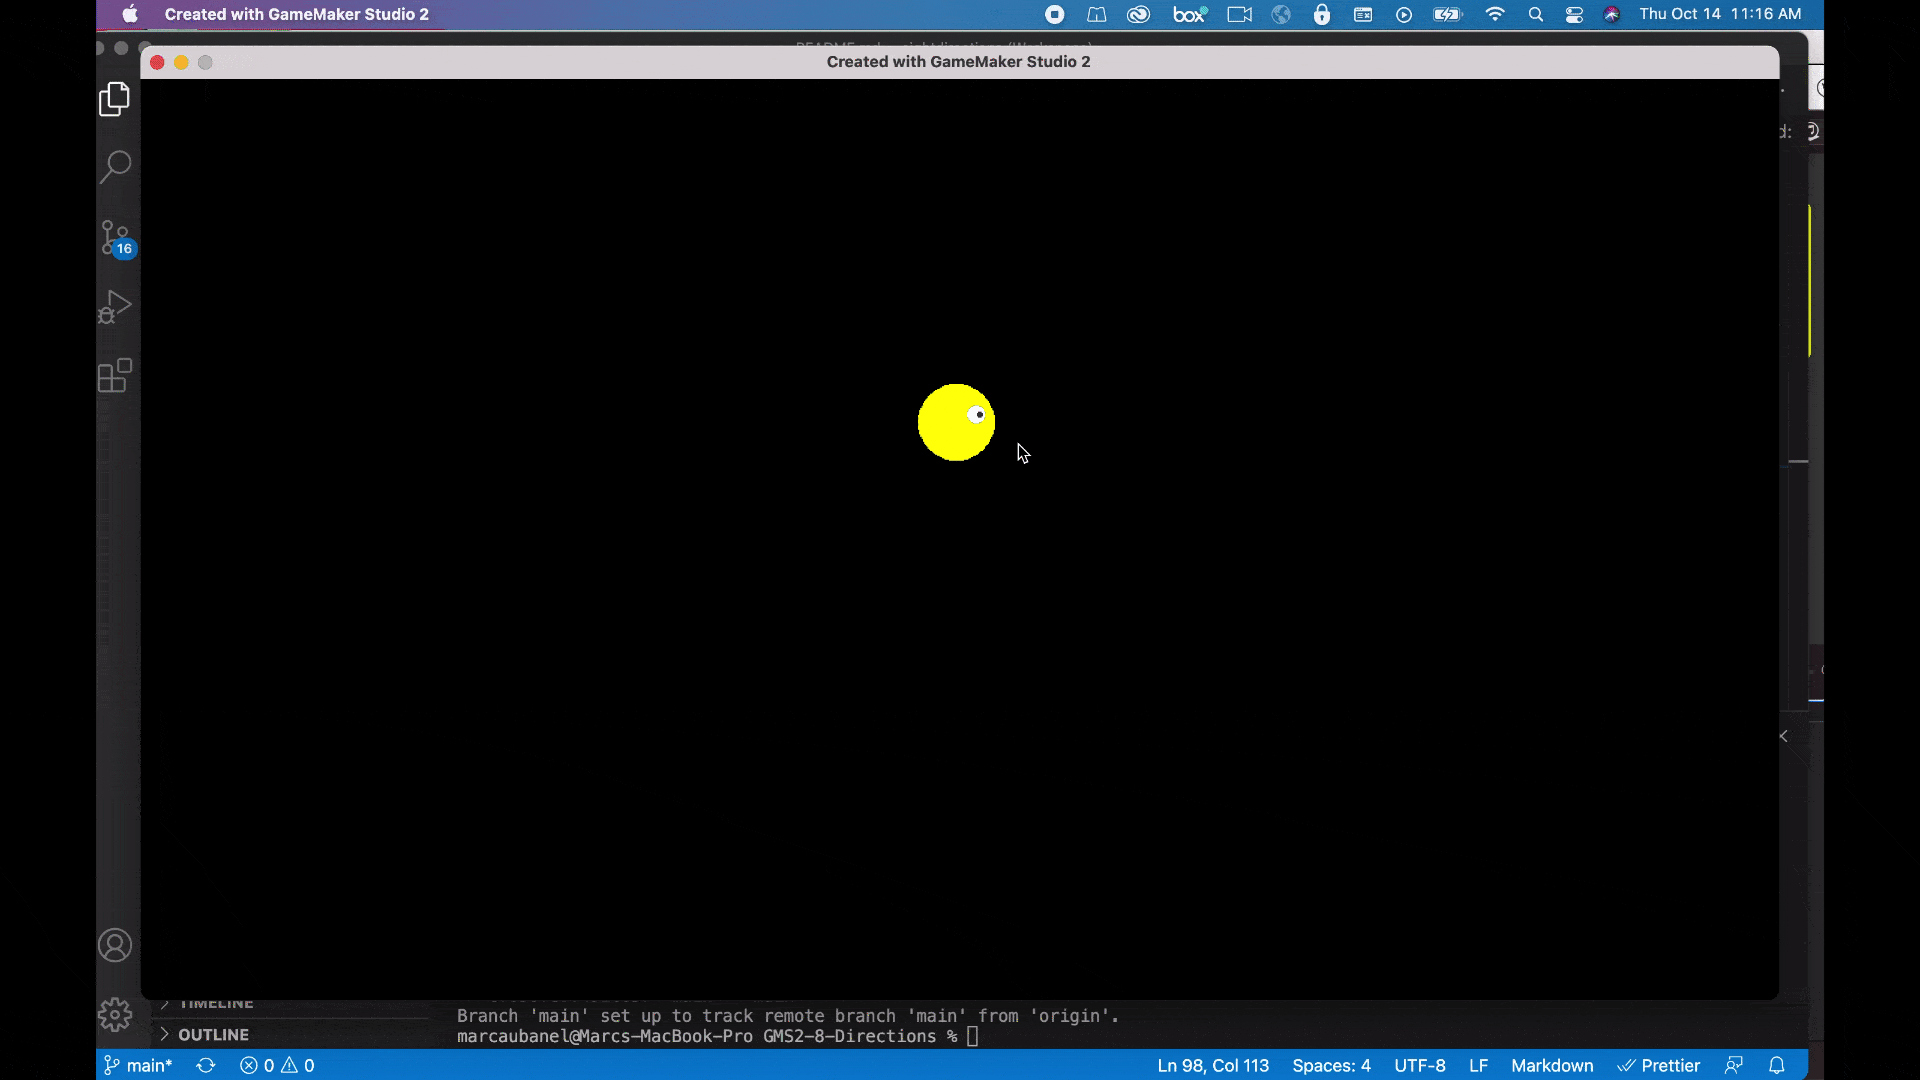 Created with GameMaker Studio 2
box
Thu Oct 14 11:16 AM
Created with GameMaker Studio 2
16
d:
TIMELINE
Branch 'main' set up to track remote branch 'main' from 'origin'.
OUTLINE
marcaubanel@Marcs-MacBook-Pro GMS2-8-Directions %
main*
0
0
Ln 98, Col 113
Spaces: 4
UTF-8
LF
Markdown
Prettier